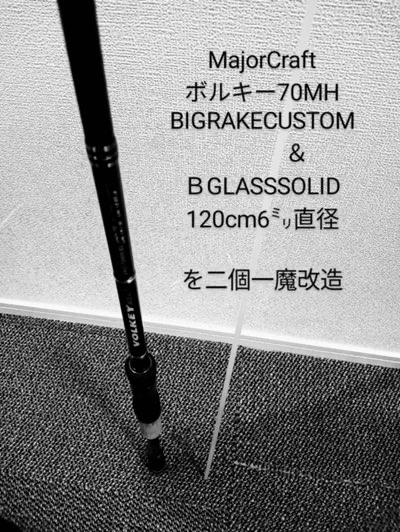 MajorCraft
ボルキー70MH
BIGRAKECUSTOM
&
BGLASSSOLID
120cm6㍉直径
を二個一魔改造
VOLKEY